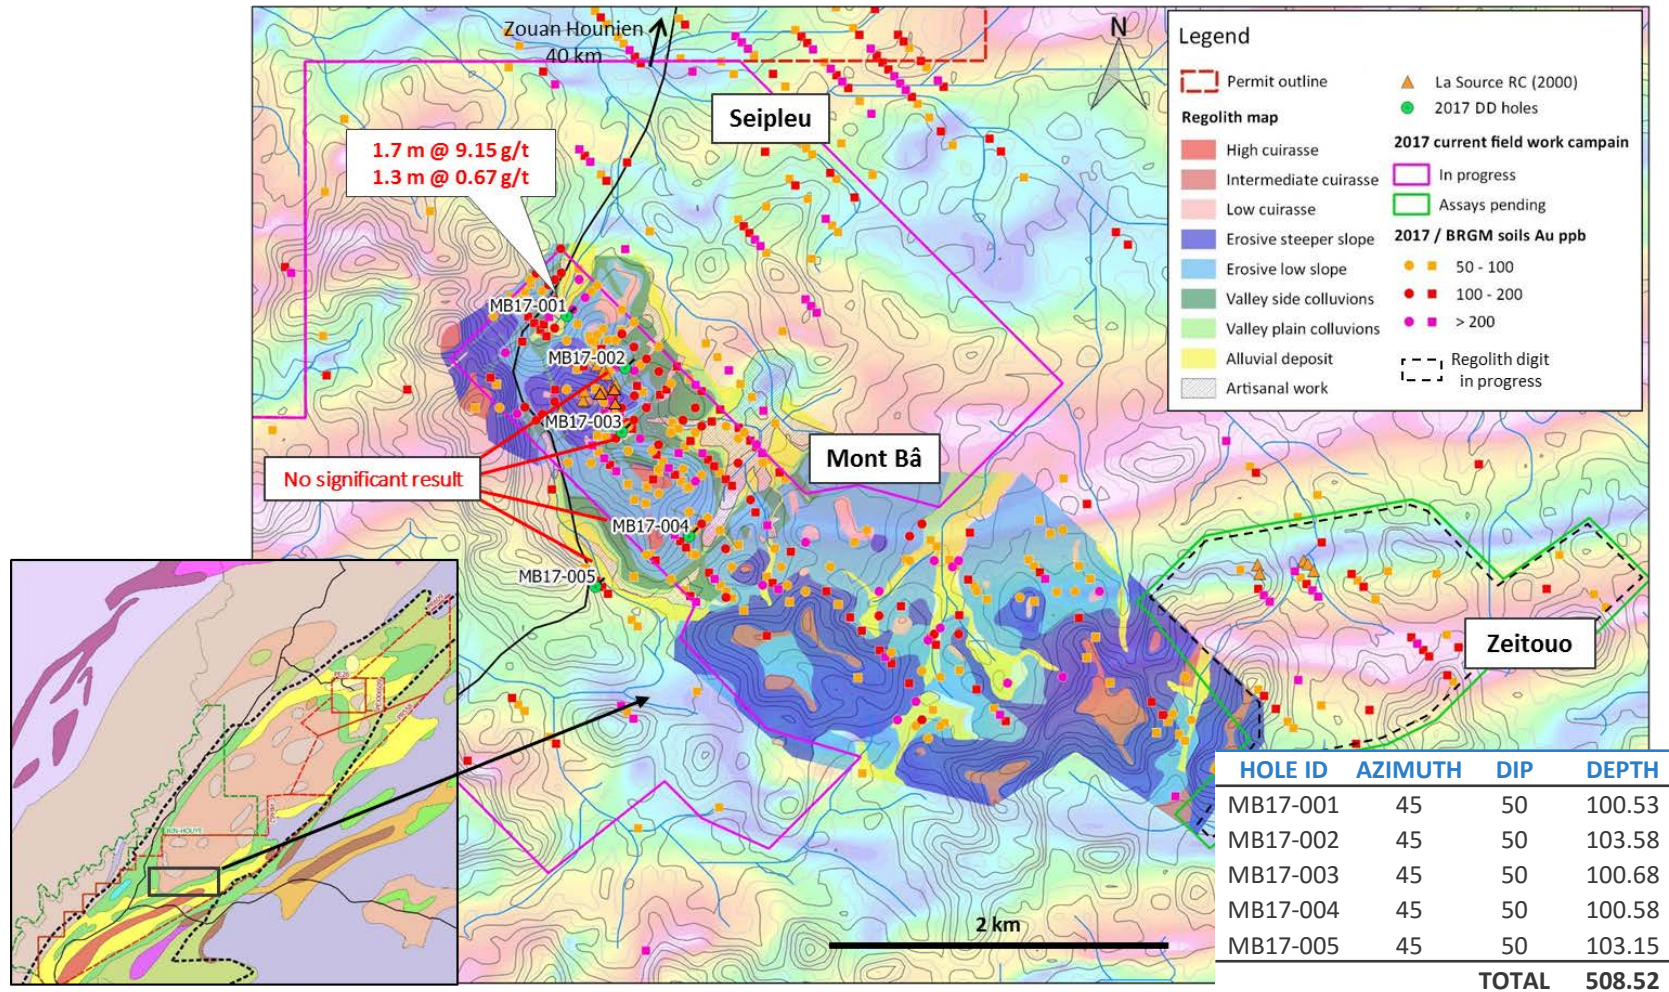 Zouan Hounien
40 km
N
Seipleu
1.7 m @ 9.15 g/t
1.3 m @ 0.67 g/t
MB17-001
MB17-002
MB17-003
Mont Bâ
No significant result
MB17-004
MB17-005
Zeitouo
2 km
Legend
Permit outline
Regolith map
High cuirasse
Intermediate cuirasse
Low cuirasse
Erosive steeper slope
Erosive low slope
Valley side colluvions
Valley plain colluvions
Alluvial deposit
Artisanal work
La Source RC (2000)
2017 DD holes
2017 current field work campain
In progress
Assays pending
2017 / BRGM soils Au ppb
50 - 100
100 - 200
> 200
Regolith digit
in progress
BIN-HOUYE
HOLE ID AZIMUTH DIP DEPTH
MB17-001 45 50 100.53
MB17-002 45 50 103.58
MB17-003 45 50 100.68
MB17-004 45 50 100.58
MB17-005 45 50 103.15
TOTAL 508.52